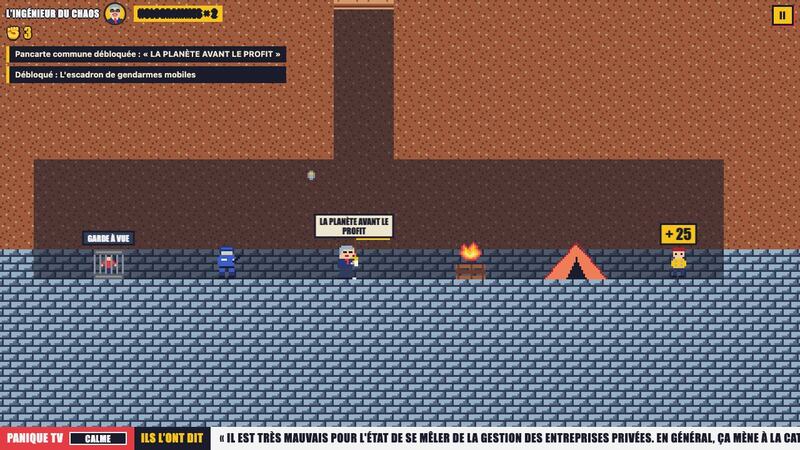 L'INGÉNIEUR DU CHAOS
3
Pancarte commune débloquée : « LA PLANÈTE AVANT LE PROFIT »
Débloqué : L'escadron de gendarmes mobiles
LA PLANÈTE AVANT LE
PROFIT
GARDE À VUE
+ 25
PANIQUE TV
CALME
ILS L'ONT DIT
« IL EST TRÈS MAUVAIS POUR L'ÉTAT DE SE MÊLER DE LA GESTION DES ENTREPRISES PRIVÉES. EN GÉNÉRAL, ÇA MÈNE À LA